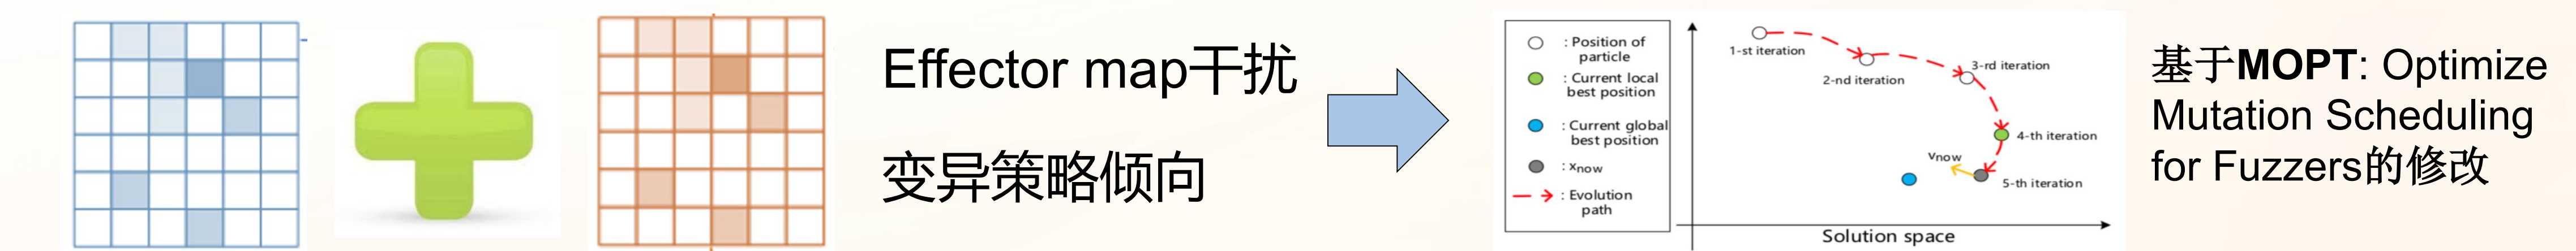 Effector map干扰
变异策略倾向
: Position of
particle
: Current local
best position
: Current global
best position
: xnow
: Evolution
path
1-st iteration
2-nd iteration
3-rd iteration
4-th iteration
Vnow
5-th iteration
Solution space
基于MOPT: Optimize
Mutation Scheduling
for Fuzzers的修改